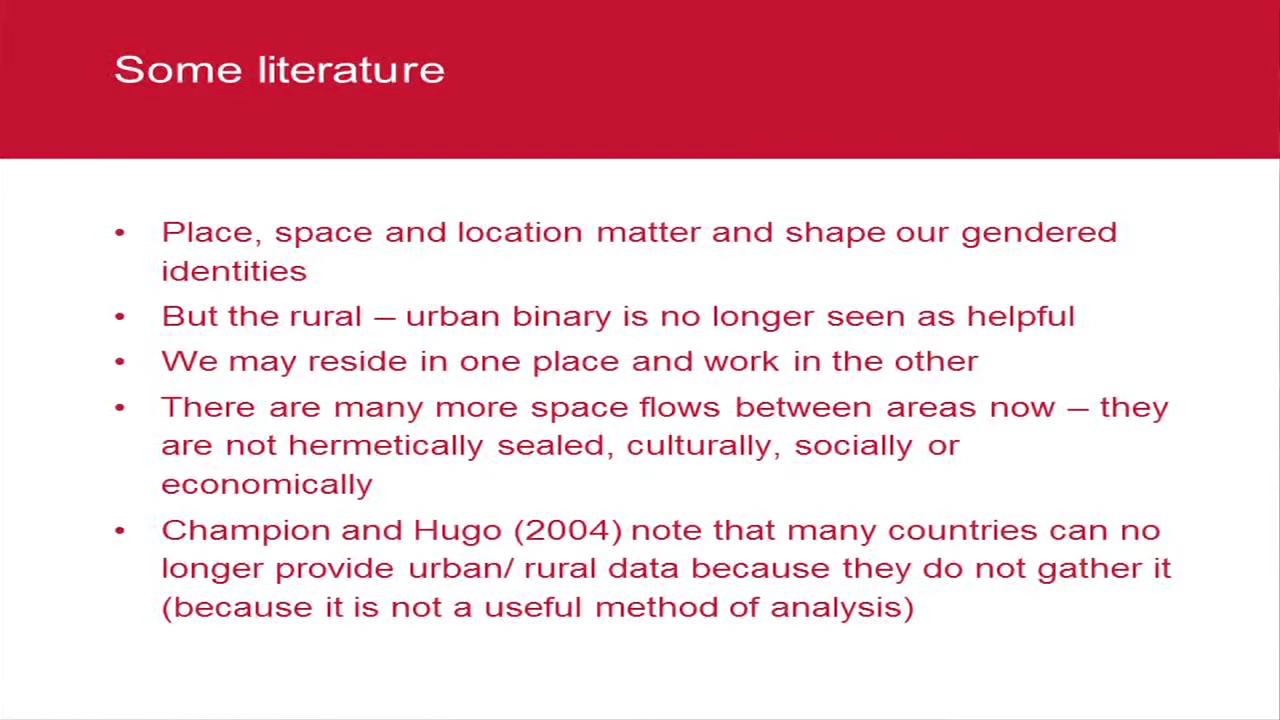 Some literature
• Place, space and location matter and shape our gendered
identities
• But the rural – urban binary is no longer seen as helpful
• We may reside in one place and work in the other
• There are many more space flows between areas now – they
are not hermetically sealed, culturally, socially or
economically
• Champion and Hugo (2004) note that many countries can no
longer provide urban/ rural data because they do not gather it
(because it is not a useful method of analysis)